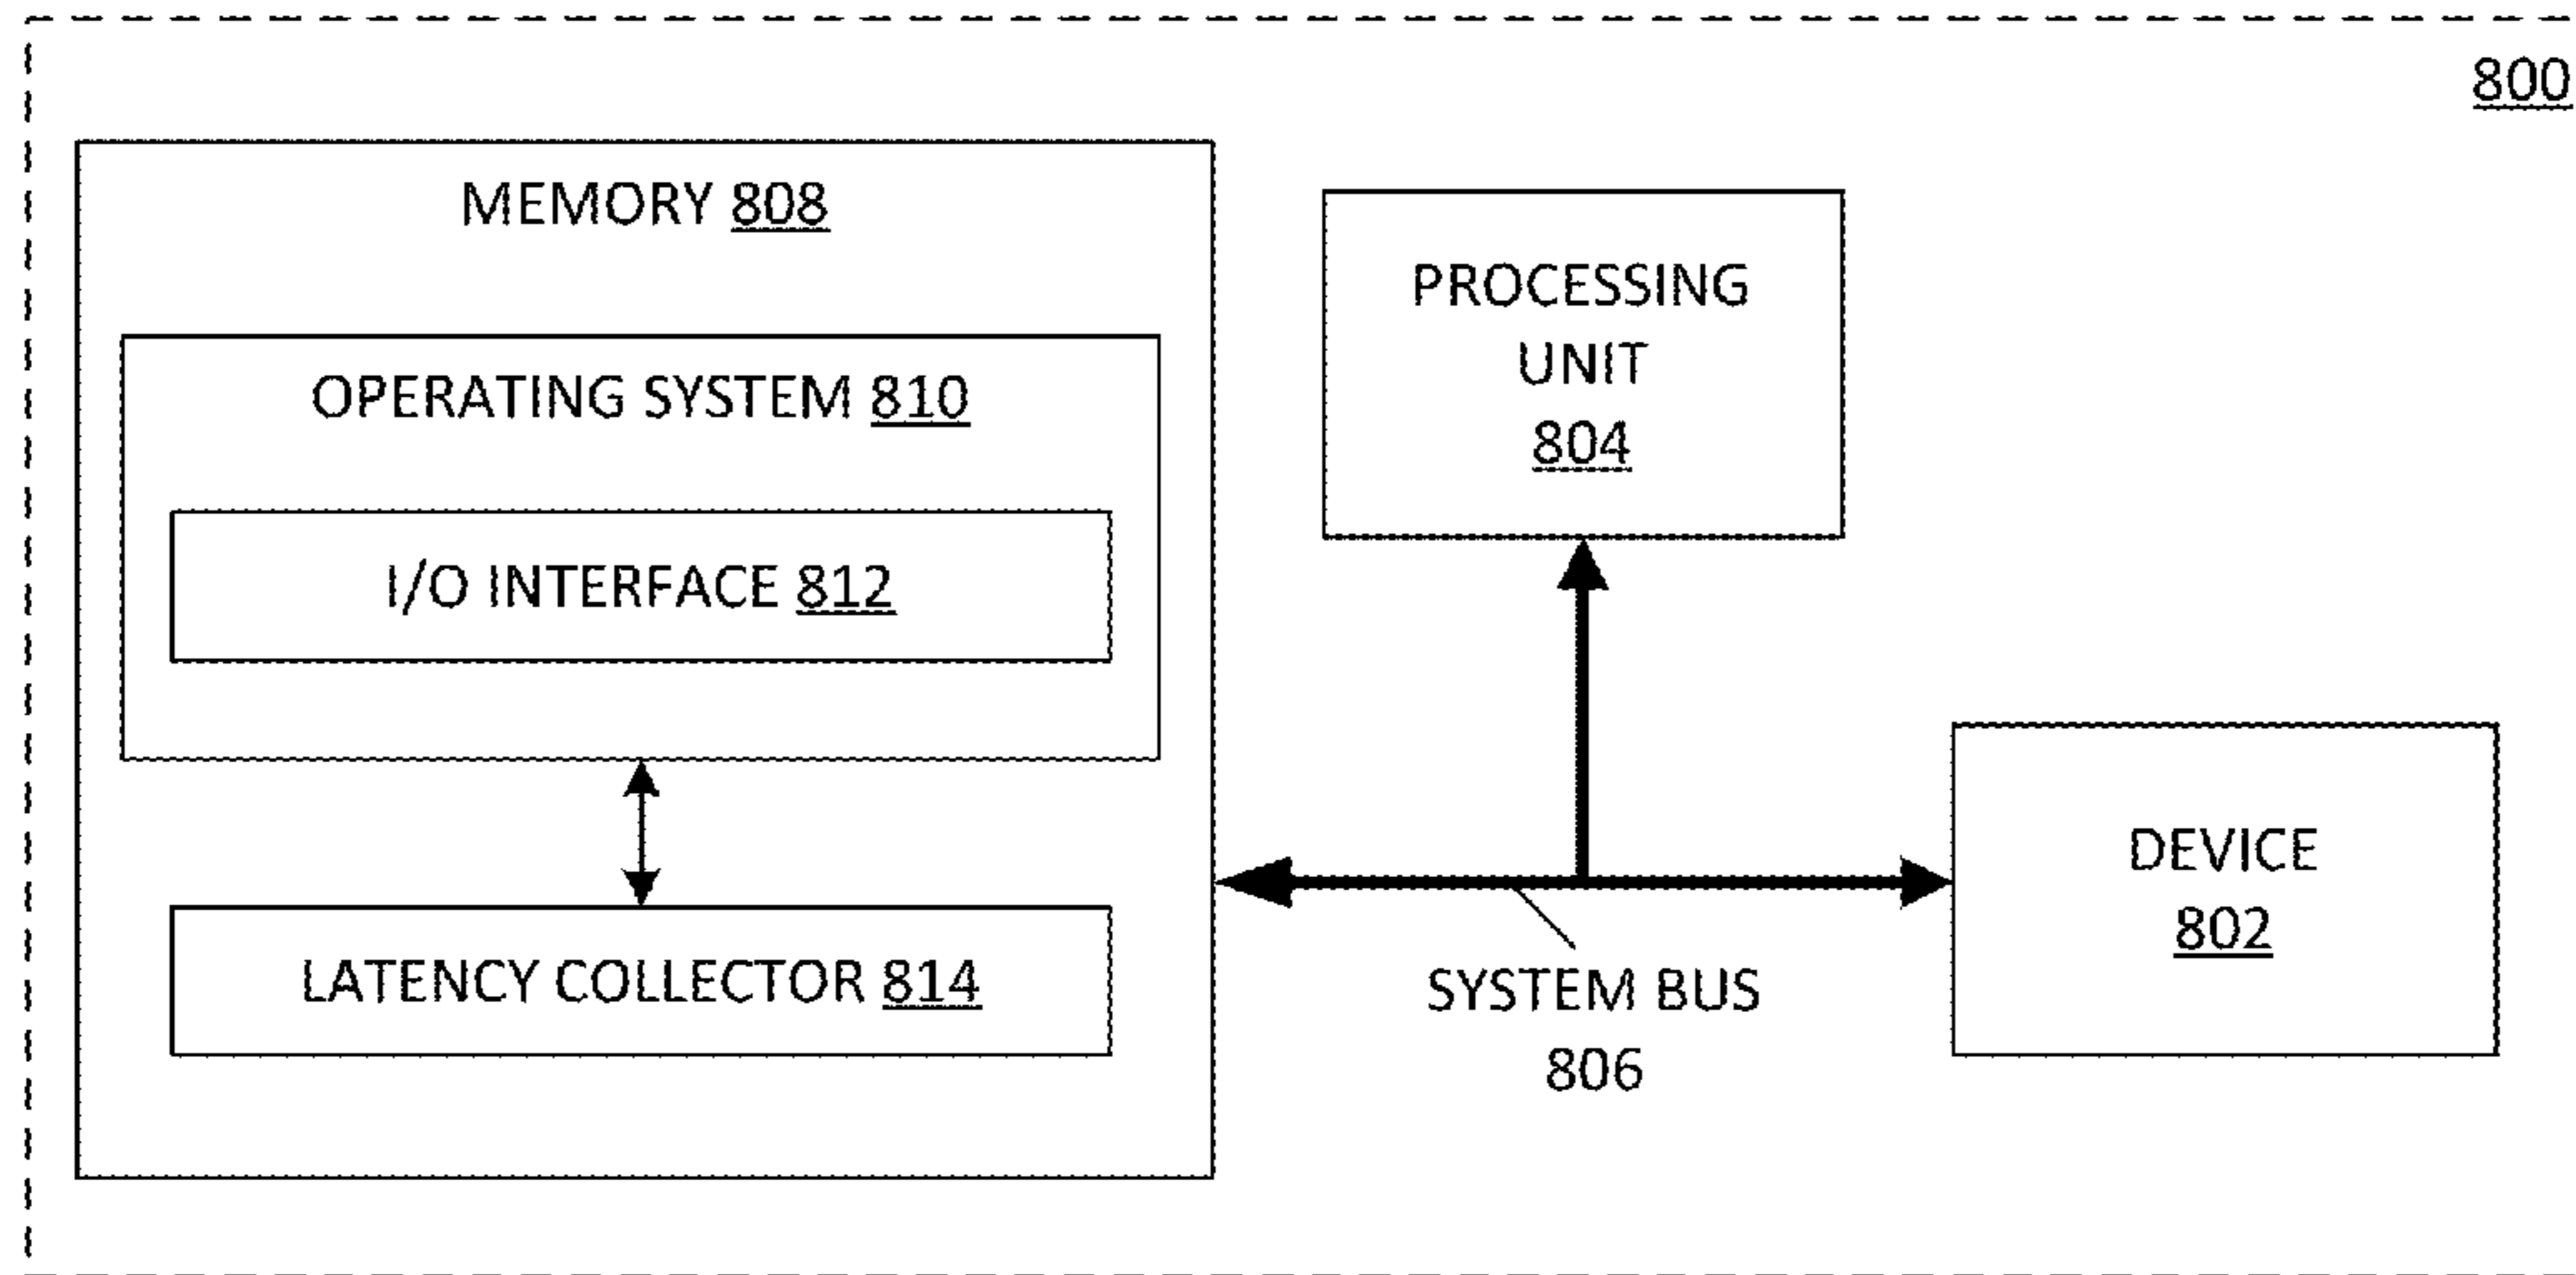 800
MEMORY 808
OPERATING SYSTEM 810
I/O INTERFACE 812
LATENCY COLLECTOR 814
PROCESSING
UNIT
804
SYSTEM BUS
806
DEVICE
802